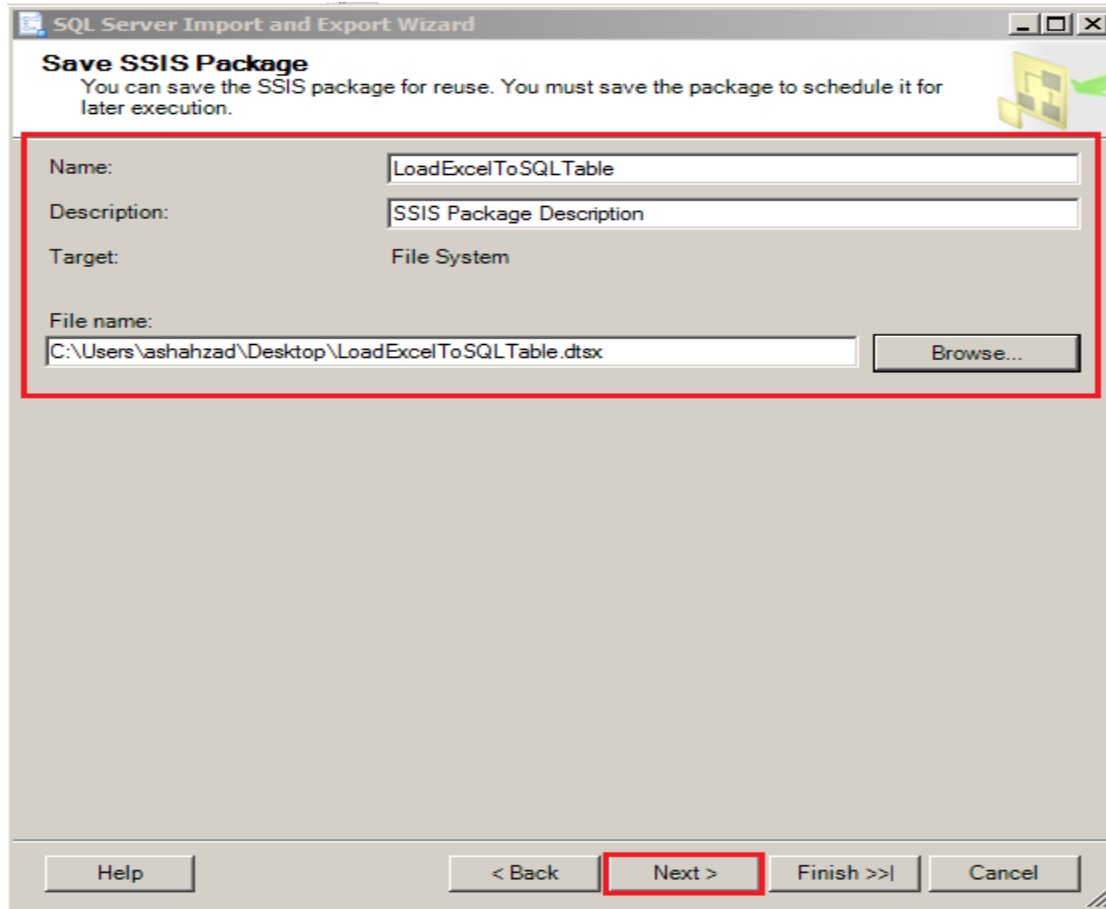 SQL Server Import and Export Wizard
Save SSIS Package
You can save the SSIS package for reuse. You must save the package to schedule it for
later execution.
Name:
LoadExcelToSQLTable
Description:
SSIS Package Description
Target:
File System
File name:
C:\Users\ashahzad\Desktop\LoadExcelToSQLTable.dtsx
Browse...
Help
< Back
Next >
Finish >>|
Cancel